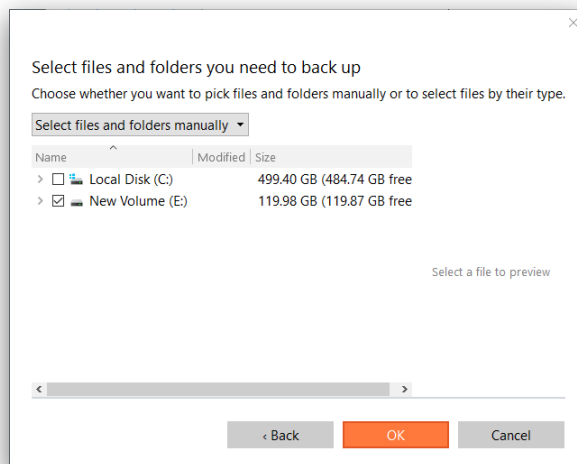 Select files and folders you need to back up
Choose whether you want to pick files and folders manually or to select files by their type.
Select files and folders manually
Name Modified Size
Local Disk (C:) 499.40 GB (484.74 GB free
New Volume (E:) 119.98 GB (119.87 GB free
Select a file to preview
‹ Back OK Cancel